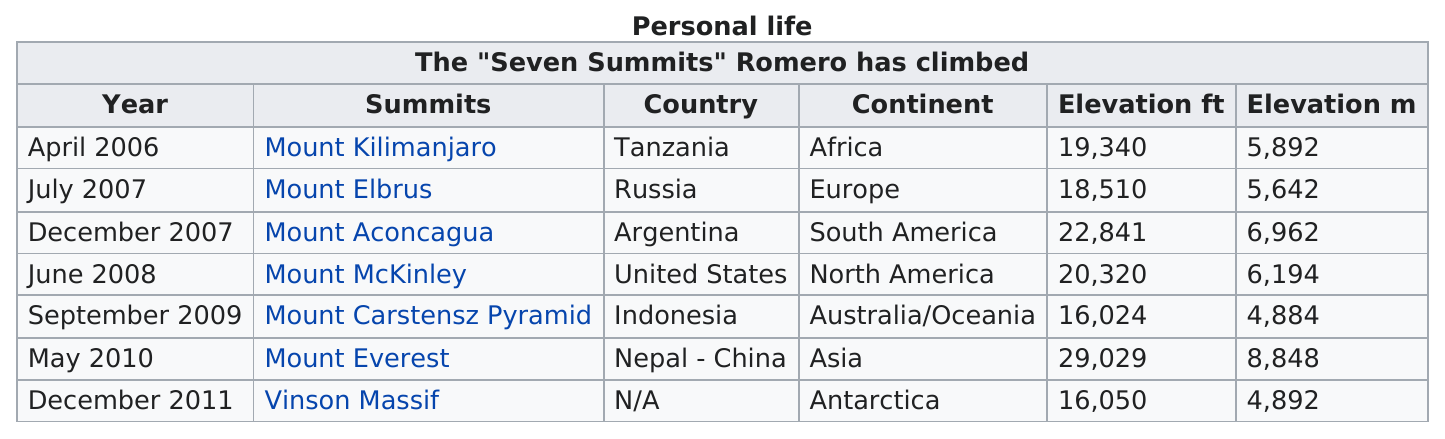 Personal life
The "Seven Summits" Romero has climbed
Year Summits Country Continent Elevation ft Elevation m
April 2006 Mount Kilimanjaro Tanzania Africa 19,340 5,892
July 2007 Mount Elbrus Russia Europe 18,510 5,642
December 2007 Mount Aconcagua Argentina South America 22,841 6,962
June 2008 Mount McKinley United States North America 20,320 6,194
September 2009 Mount Carstensz Pyramid Indonesia Australia/Oceania 16,024 4,884
May 2010 Mount Everest Nepal - China Asia 29,029 8,848
December 2011 Vinson Massif N/A Antarctica 16,050 4,892